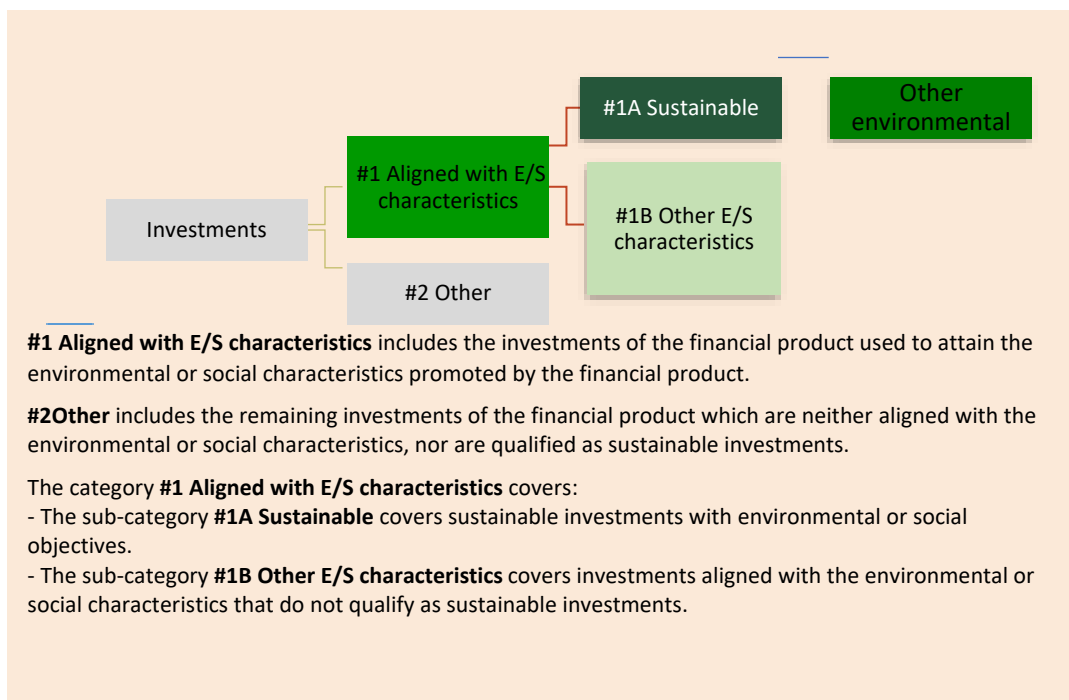 #1A Sustainable
Other
environmental
#1 Aligned with E/S
characteristics
#1B Other E/S
characteristics
Investments
#2 Other
#1 Aligned with E/S characteristics includes the investments of the financial product used to attain the
environmental or social characteristics promoted by the financial product.
#2Other includes the remaining investments of the financial product which are neither aligned with the
environmental or social characteristics, nor are qualified as sustainable investments.
The category #1 Aligned with E/S characteristics covers:
- The sub-category #1A Sustainable covers sustainable investments with environmental or social
objectives.
- The sub-category #1B Other E/S characteristics covers investments aligned with the environmental or
social characteristics that do not qualify as sustainable investments.